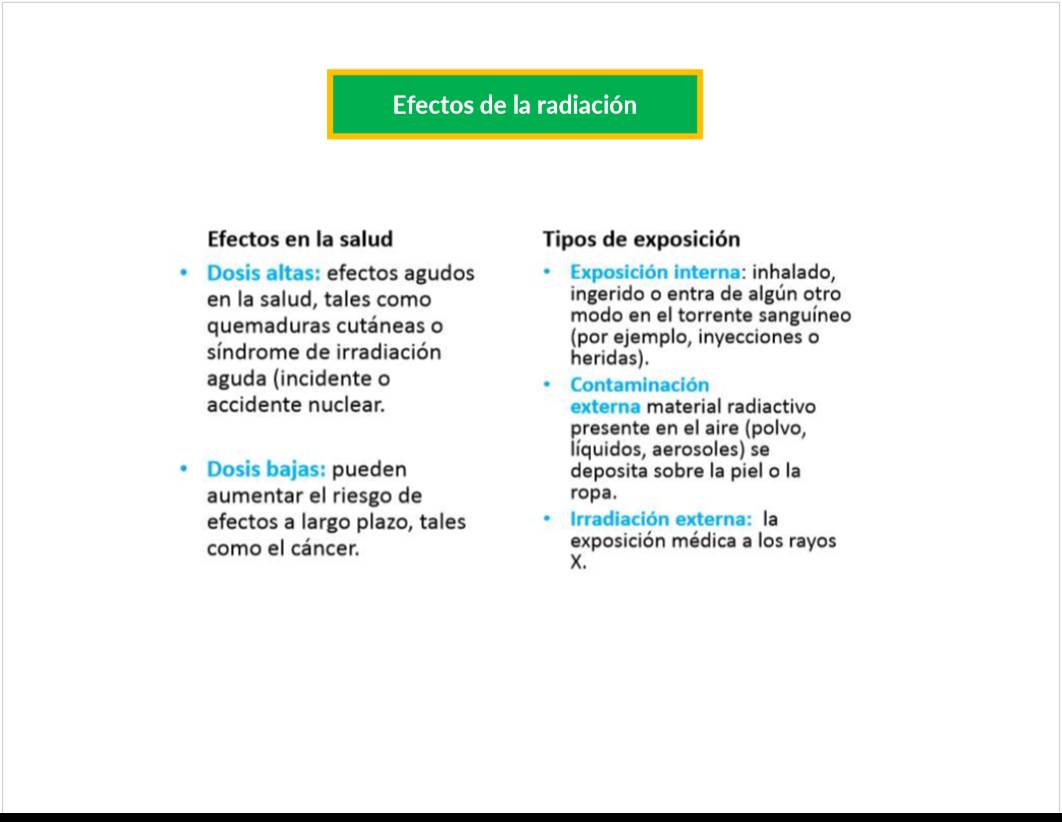 Efectos de la radiación
Efectos en la salud
• Dosis altas: efectos agudos
en la salud, tales como
quemaduras cutáneas o
síndrome de irradiación
aguda (incidente o
accidente nuclear.
• Dosis bajas: pueden
aumentar el riesgo de
efectos a largo plazo, tales
como el cáncer.
Tipos de exposición
• Exposición interna: inhalado,
ingerido o entra de algún otro
modo en el torrente sanguíneo
(por ejemplo, inyecciones o
heridas).
• Contaminación
externa material radiactivo
presente en el aire (polvo,
líquidos, aerosoles) se
deposita sobre la piel o la
ropa.
• Irradiación externa: la
exposición médica a los rayos
X.